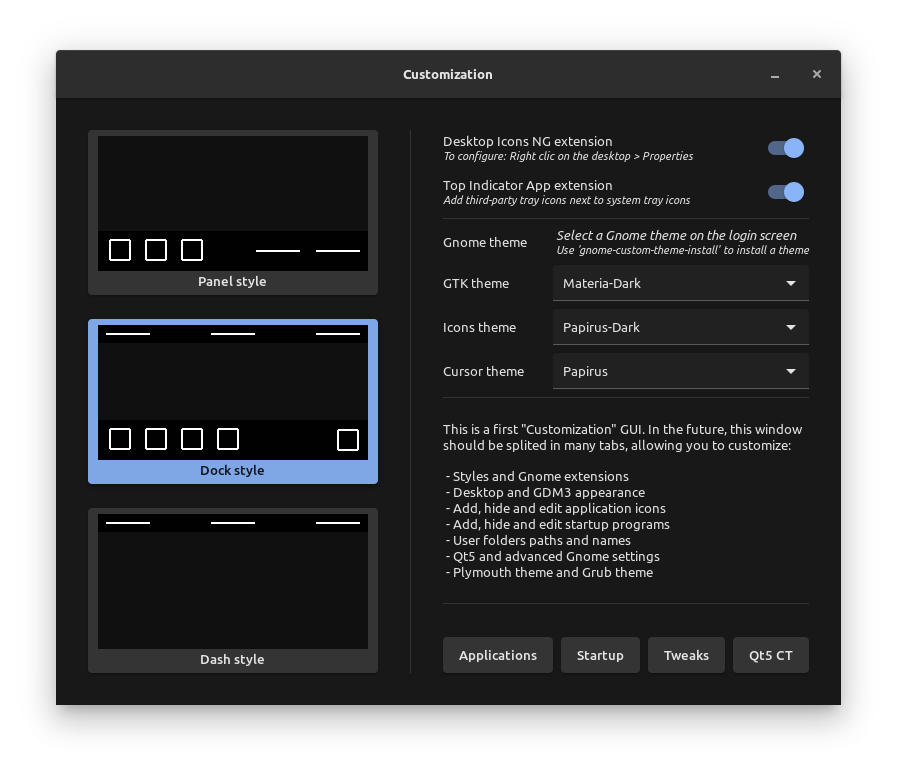 Customization
Panel style
Dock style
Dash style
Desktop Icons NG extension
To configure: Right clic on the desktop > Properties
Top Indicator App extension
Add third-party tray icons next to system tray icons
Gnome theme
Select a Gnome theme on the login screen
Use 'gnome-custom-theme-install' to install a theme
GTK theme
Materia-Dark
Icons theme
Papirus-Dark
Cursor theme
Papirus
This is a first "Customization" GUI. In the future, this window
should be splited in many tabs, allowing you to customize:
- Styles and Gnome extensions
- Desktop and GDM3 appearance
- Add, hide and edit application icons
- Add, hide and edit startup programs
- User folders paths and names
- Qt5 and advanced Gnome settings
- Plymouth theme and Grub theme
Applications
Startup
Tweaks
Qt5 CT